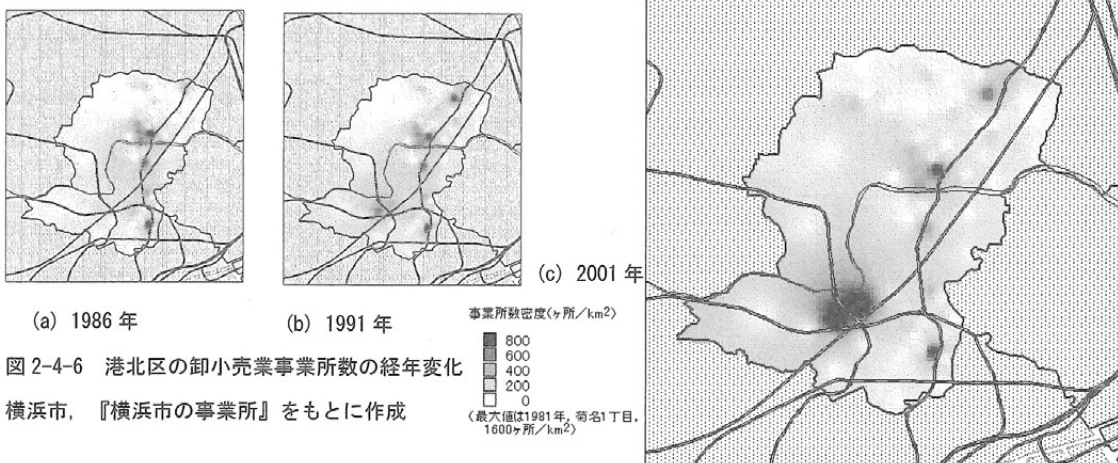 (a) 1986 年
(b) 1991 年
(c) 2001 年
事業所数密度(ヶ所／km²)
800
600
400
200
0
(最大値は1981年, 菊名1丁目,
1600ヶ所／km²)
図 2-4-6 港北区の卸小売業事業所数の経年変化
横浜市, 『横浜市の事業所』をもとに作成